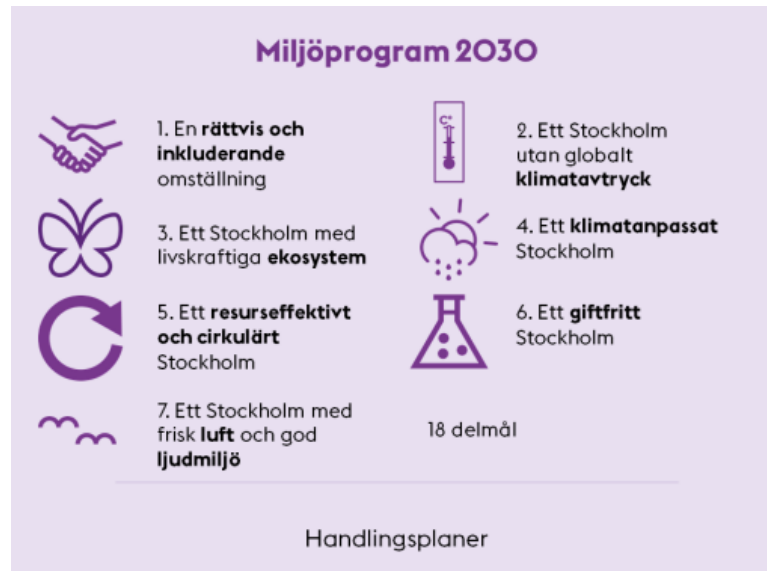 Miljöprogram 2030
1. En rättvis och
inkluderande
omställning
C°
2. Ett Stockholm
utan globalt
klimatavtryck
3. Ett Stockholm med
livskraftiga ekosystem
4. Ett klimatanpassat
Stockholm
5. Ett resurseffektivt
och cirkulärt
Stockholm
6. Ett giftfritt
Stockholm
7. Ett Stockholm med
frisk luft och god
ljudmiljö
18 delmål
Handlingsplaner